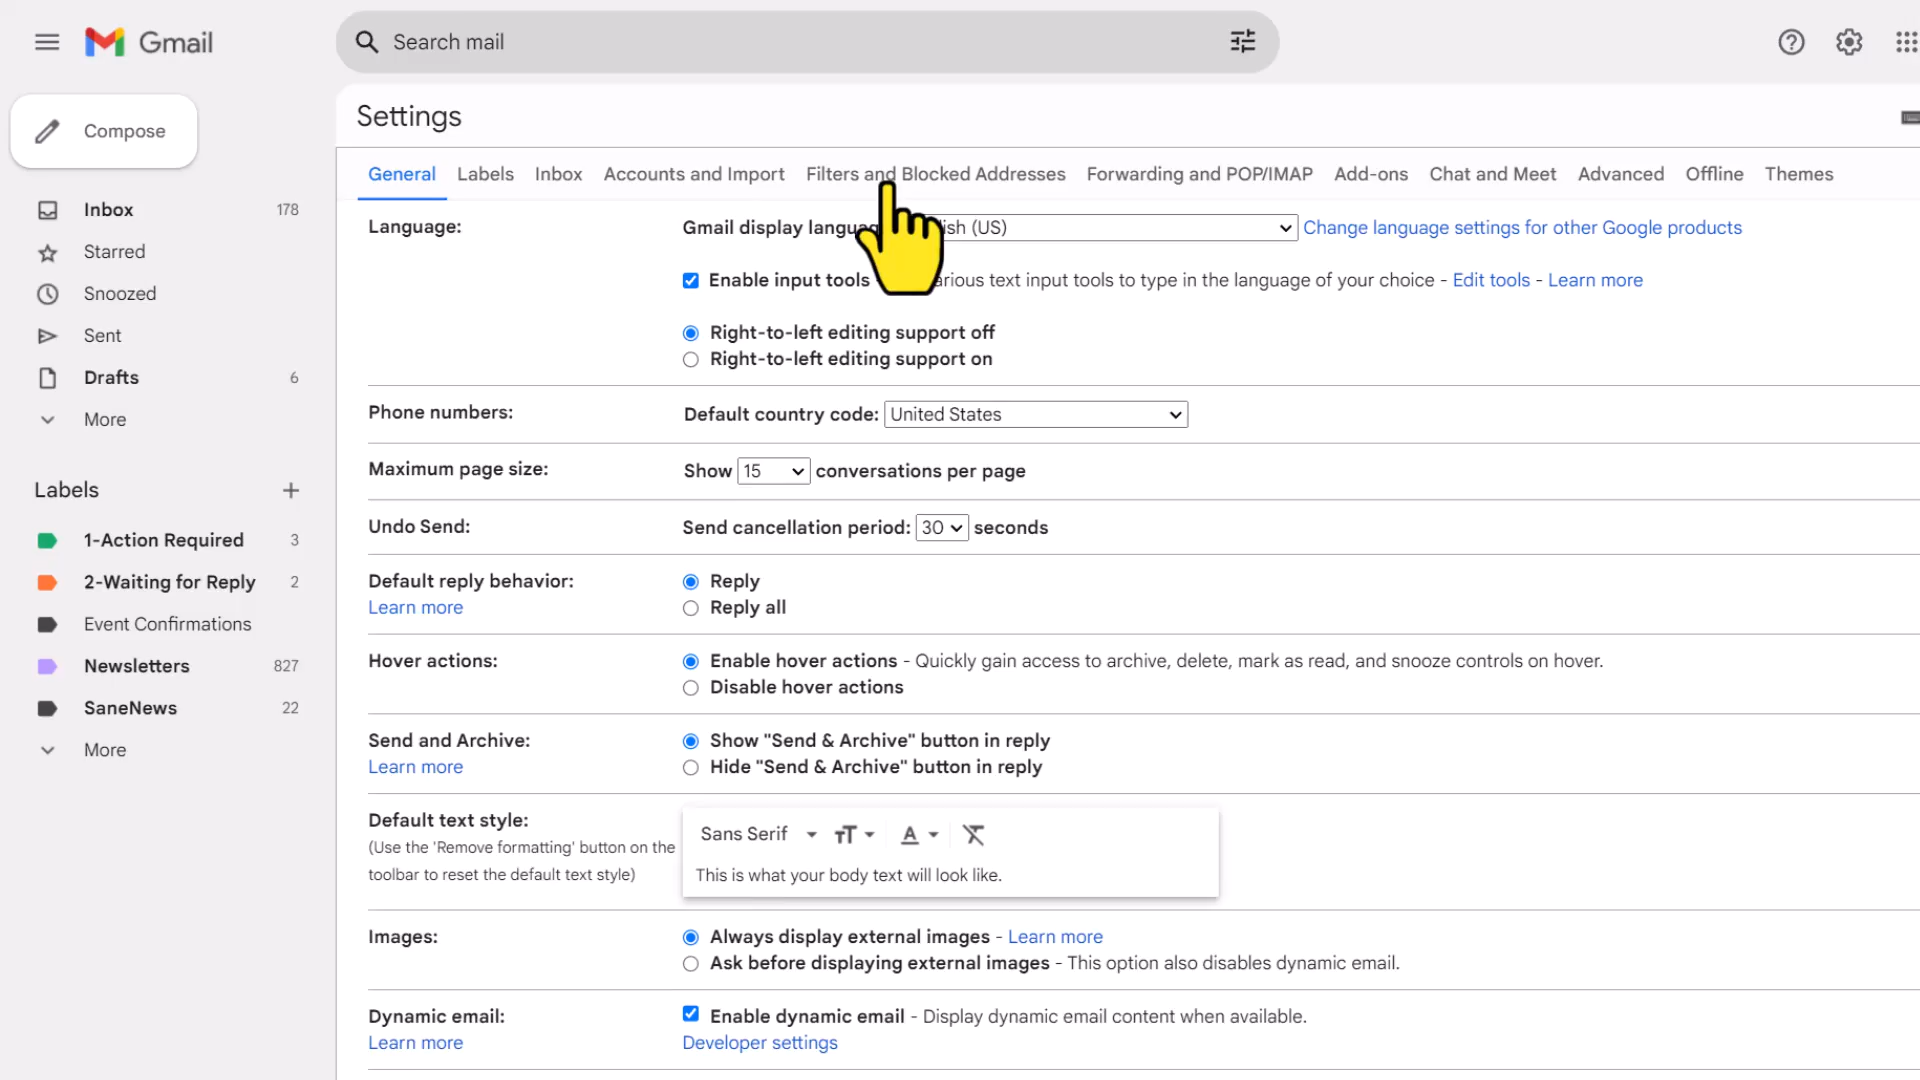 Gmail
Search mail
Compose
Inbox 178
Starred
Snoozed
Sent
Drafts 6
More
Labels
1-Action Required 3
2-Waiting for Reply 2
Event Confirmations
Newsletters 827
SaneNews 22
More
Settings
General Labels Inbox Accounts and Import Filters and Blocked Addresses Forwarding and POP/IMAP Add-ons Chat and Meet Advanced Offline Themes
Language: Gmail display (US) Change language settings for other Google products
Enable input tools text input tools to type in the language of your choice - Edit tools - Learn more
Right-to-left editing support off
Right-to-left editing support on
Phone numbers: Default country code: United States
Maximum page size: Show 15 conversations per page
Undo Send: Send cancellation period: 30 seconds
Default reply behavior: Reply
Learn more Reply all
Hover actions: Enable hover actions - Quickly gain access to archive, delete, mark as read, and snooze controls on hover.
Disable hover actions
Send and Archive: Show "Send & Archive" button in reply
Learn more Hide "Send & Archive" button in reply
Default text style: Sans Serif
(Use the 'Remove formatting' button on the
toolbar to reset the default text style) This is what your body text will look like.
Images: Always display external images - Learn more
Ask before displaying external images - This option also disables dynamic email.
Dynamic email: Enable dynamic email - Display dynamic email content when available.
Learn more Developer settings